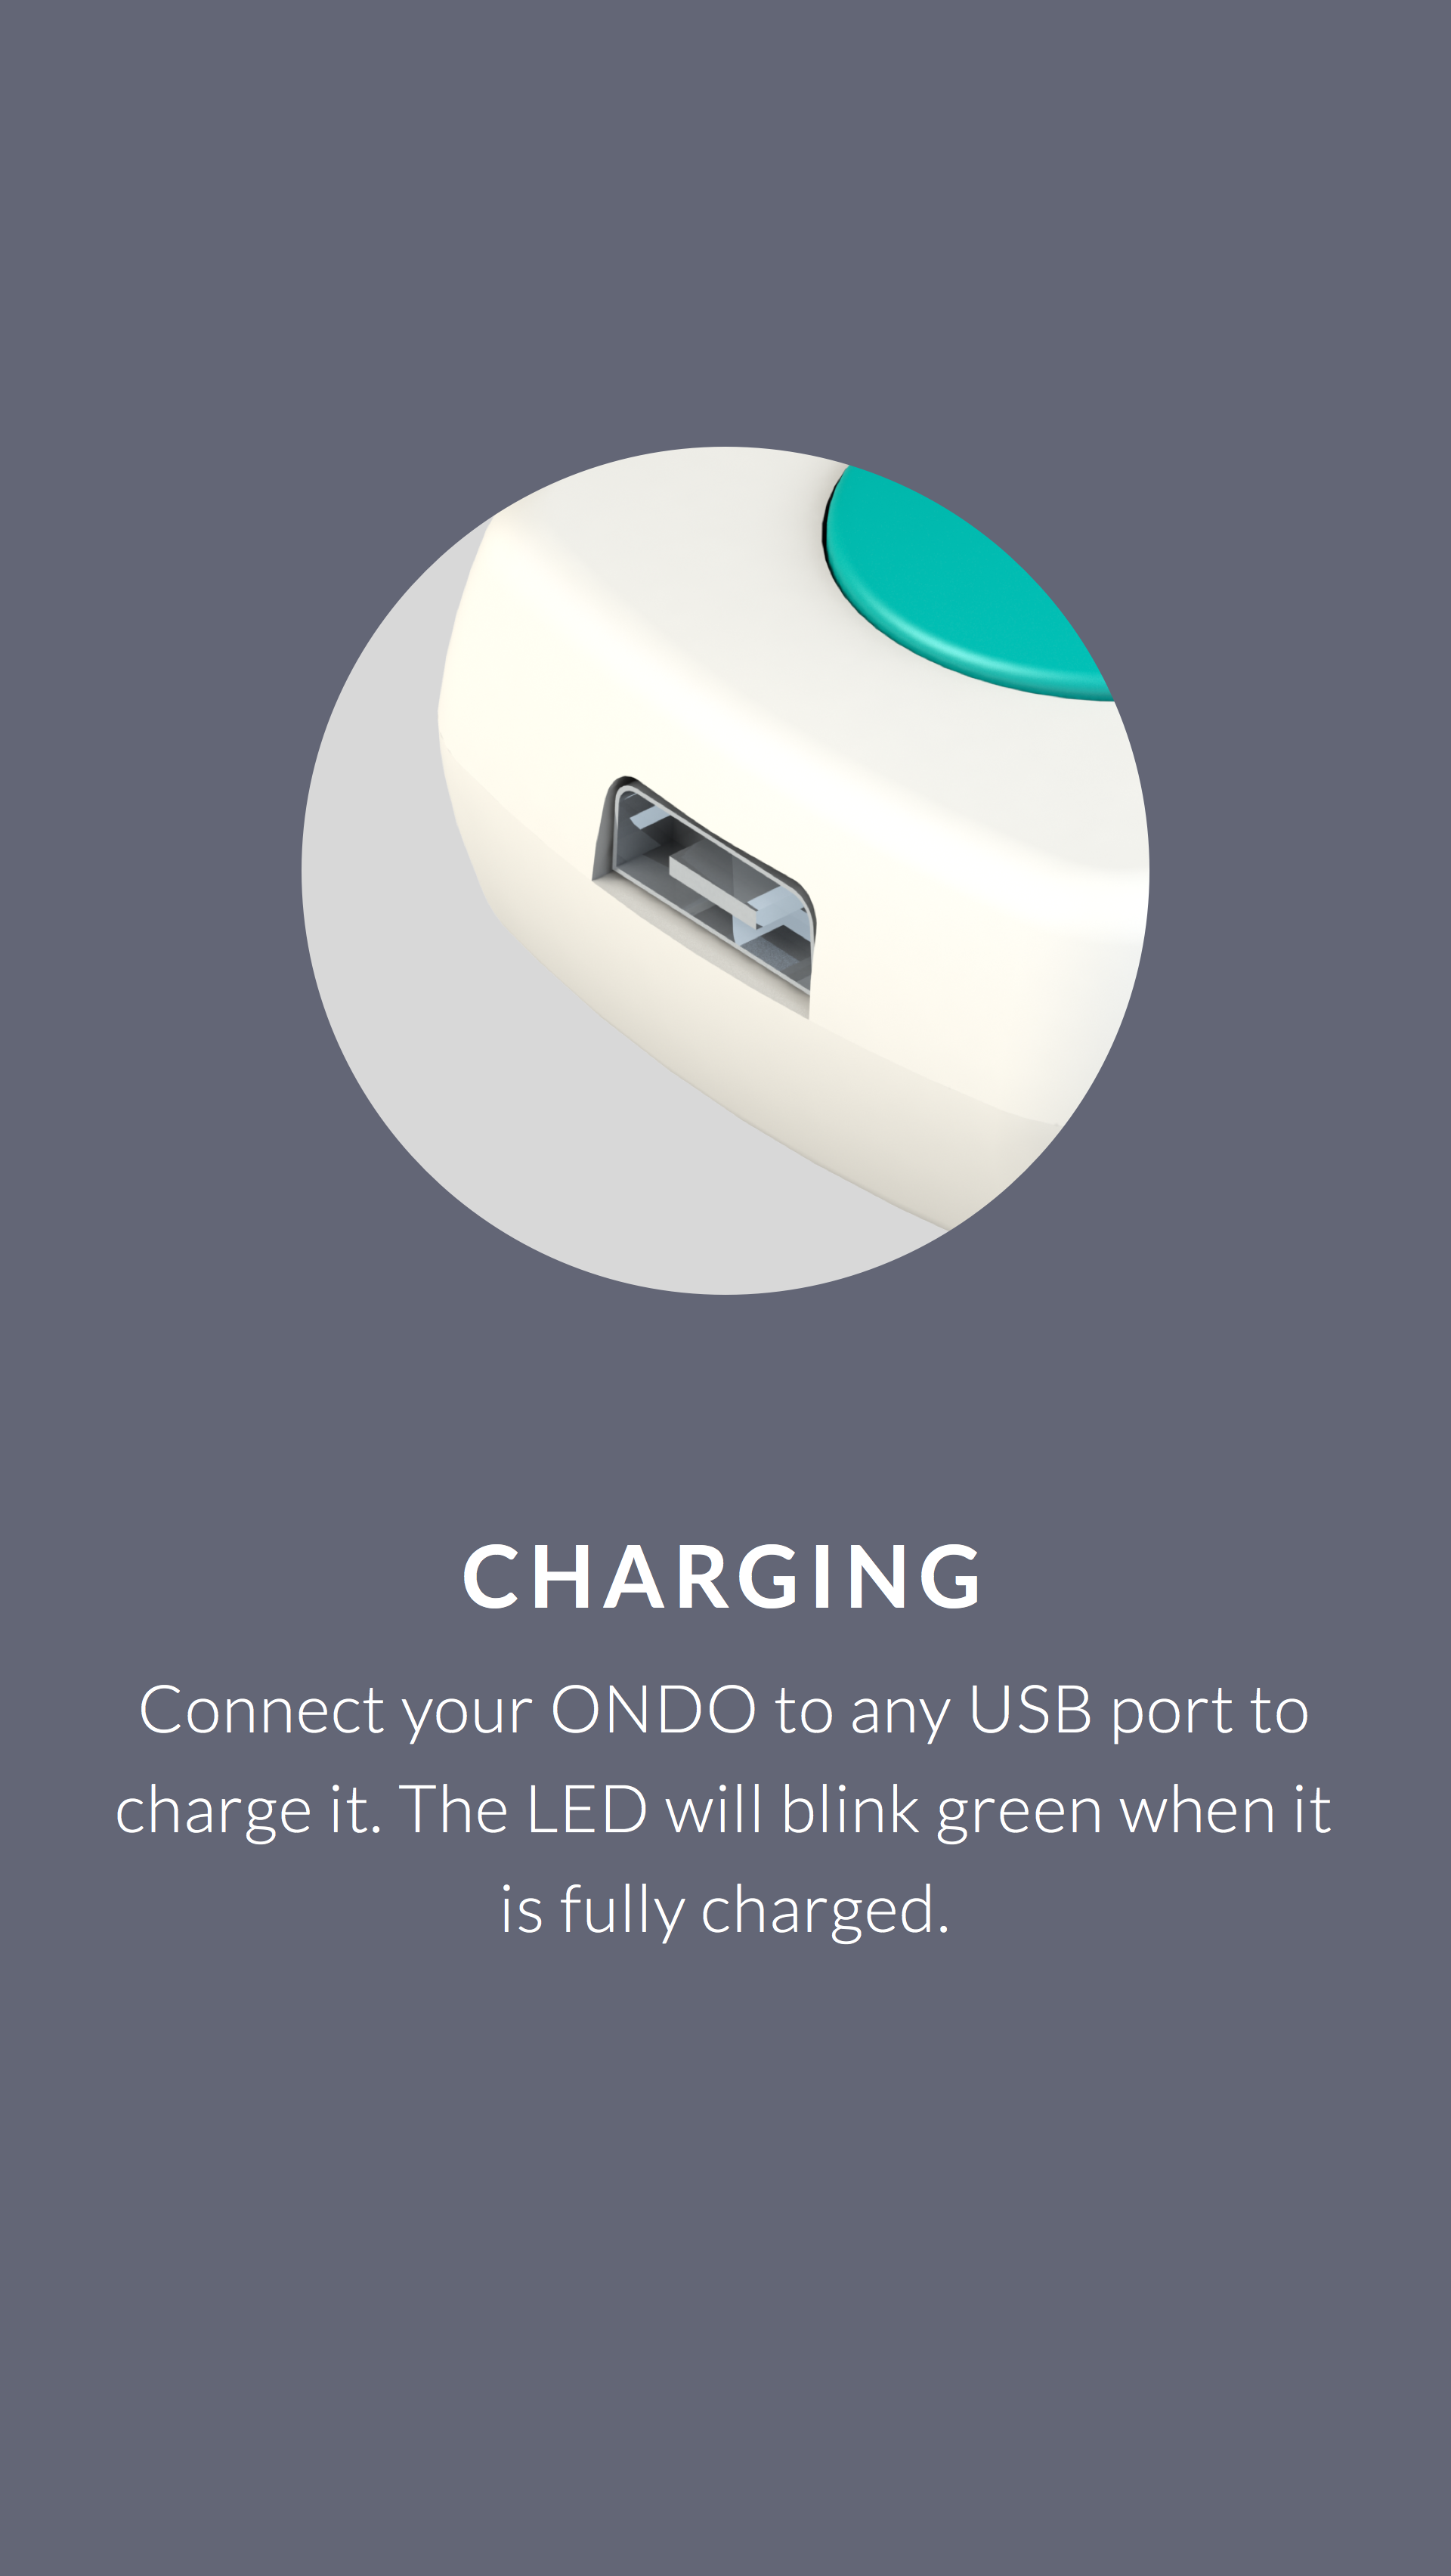 CHARGING
Connect your ONDO to any USB port to
charge it. The LED will blink green when it
is fully charged.